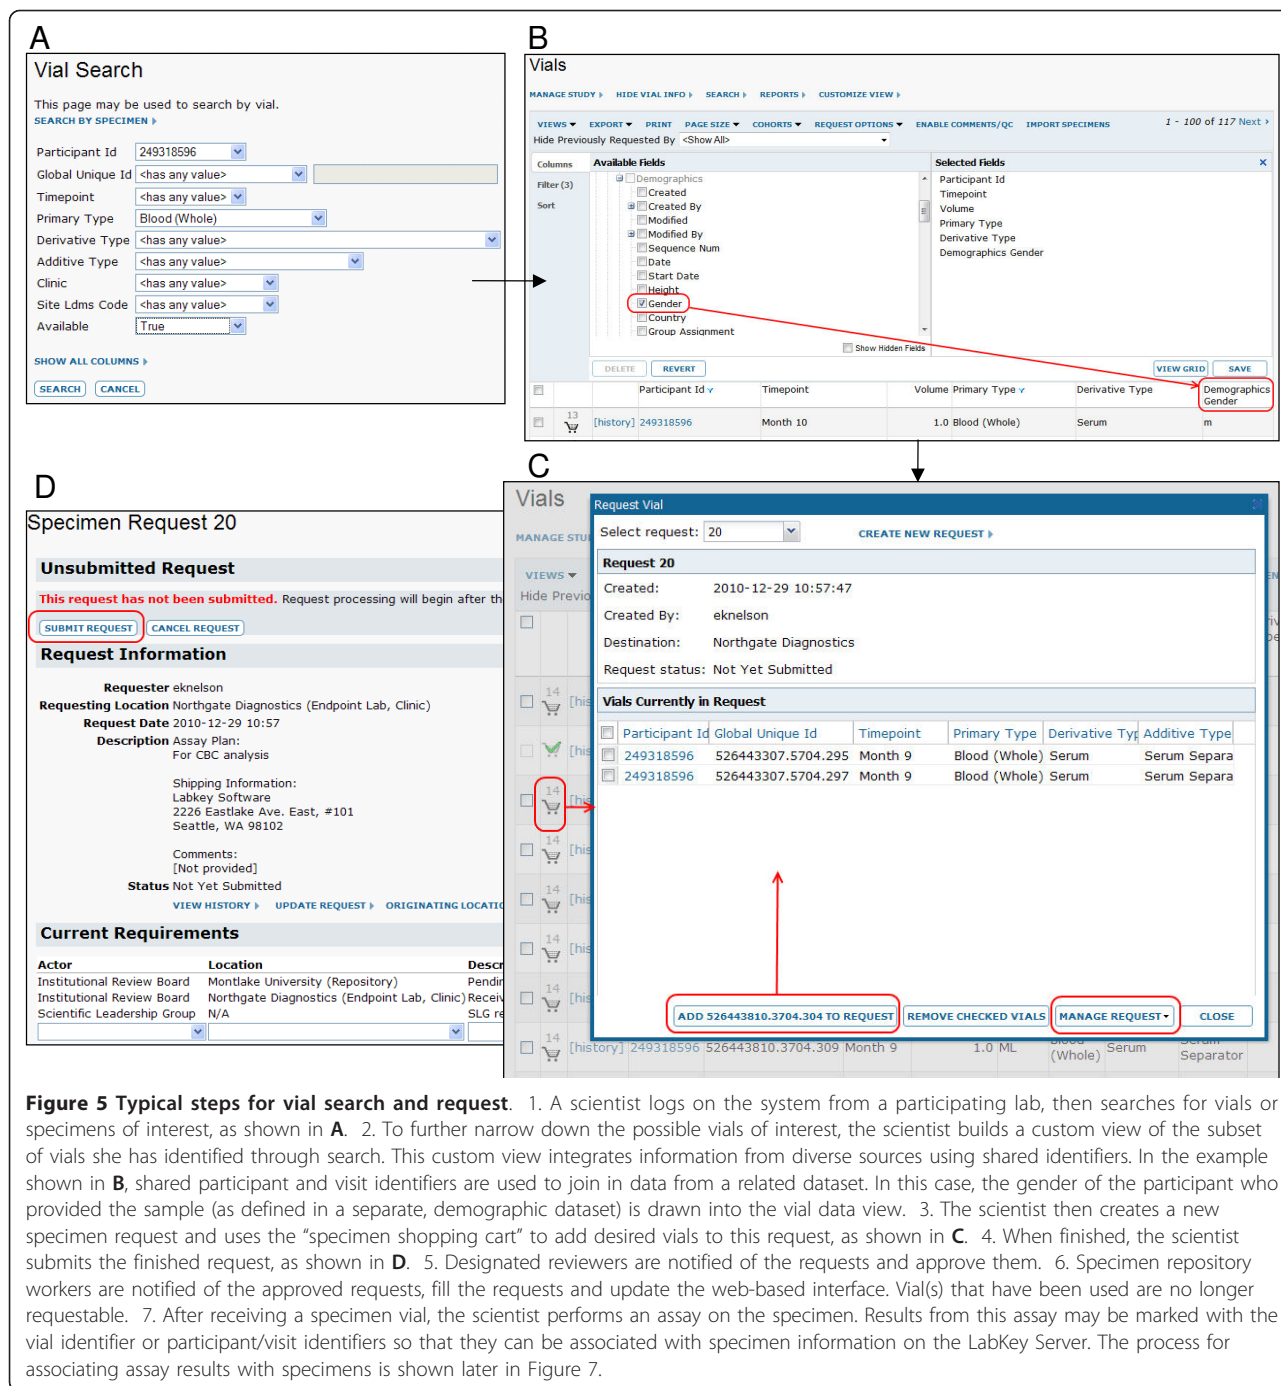 A
Vial Search
This page may be used to search by vial.
SEARCH BY SPECIMEN
Participant Id 249318596
Global Unique Id <has any value>
Timepoint <has any value>
Primary Type Blood (Whole)
Derivative Type <has any value>
Additive Type <has any value>
Clinic <has any value>
Site Ldms Code <has any value>
Available True
SHOW ALL COLUMNS
SEARCH CANCEL
B
Vials
MANAGE STUDY HIDE VIAL INFO SEARCH REPORTS CUSTOMIZE VIEW
VIEWS EXPORT PRINT PAGE SIZE COHORTS REQUEST OPTIONS ENABLE COMMENTS/QC IMPORT SPECIMENS 1 - 100 of 117 Next
Hide Previously Requested By <Show All>
Columns Available Fields Selected Fields
Filter (3)
Sort
Demographics
Created
Created By
Modified
Modified By
Sequence Num
Date
Start Date
Height
Gender
Country
Group Assignment
Participant Id
Timepoint
Volume
Primary Type
Derivative Type
Demographics Gender
Show Hidden Fields
DELETE REVERT VIEW GRID SAVE
Participant Id Timepoint Volume Primary Type Derivative Type Demographics
Gender
13
[history] 249318596 Month 10 1.0 Blood (Whole) Serum m
C
Vials
MANAGE STU
VIEWS
Hide Previo
14
[his
[his
14
[his
14
[his
14
[his
14
[his
14
[his
[history] 249318596 526443810.3704.309 Month 9 1.0 ML Blood
(Whole) Serum Serum
Separator
Request Vial
Select request: 20 CREATE NEW REQUEST
Request 20
Created: 2010-12-29 10:57:47
Created By: eknelson
Destination: Northgate Diagnostics
Request status: Not Yet Submitted
Vials Currently in Request
Participant Id Global Unique Id Timepoint Primary Type Derivative Typ Additive Type
249318596 526443307.5704.295 Month 9 Blood (Whole) Serum Serum Separa
249318596 526443307.5704.297 Month 9 Blood (Whole) Serum Serum Separa
ADD 526443810.3704.304 TO REQUEST REMOVE CHECKED VIALS MANAGE REQUEST CLOSE
D
Specimen Request 20
Unsubmitted Request
This request has not been submitted. Request processing will begin after th
SUBMIT REQUEST CANCEL REQUEST
Request Information
Requester eknelson
Requesting Location Northgate Diagnostics (Endpoint Lab, Clinic)
Request Date 2010-12-29 10:57
Description Assay Plan:
For CBC analysis
Shipping Information:
Labkey Software
2226 Eastlake Ave. East, #101
Seattle, WA 98102
Comments:
[Not provided]
Status Not Yet Submitted
VIEW HISTORY UPDATE REQUEST ORIGINATING LOCATIO
Current Requirements
Actor Location Descr
Institutional Review Board Montlake University (Repository) Pendin
Institutional Review Board Northgate Diagnostics (Endpoint Lab, Clinic) Receiv
Scientific Leadership Group N/A SLG re
Figure 5 Typical steps for vial search and request. 1. A scientist logs on the system from a participating lab, then searches for vials or
specimens of interest, as shown in A. 2. To further narrow down the possible vials of interest, the scientist builds a custom view of the subset
of vials she has identified through search. This custom view integrates information from diverse sources using shared identifiers. In the example
shown in B, shared participant and visit identifiers are used to join in data from a related dataset. In this case, the gender of the participant who
provided the sample (as defined in a separate, demographic dataset) is drawn into the vial data view. 3. The scientist then creates a new
specimen request and uses the “specimen shopping cart” to add desired vials to this request, as shown in C. 4. When finished, the scientist
submits the finished request, as shown in D. 5. Designated reviewers are notified of the requests and approve them. 6. Specimen repository
workers are notified of the approved requests, fill the requests and update the web-based interface. Vial(s) that have been used are no longer
requestable. 7. After receiving a specimen vial, the scientist performs an assay on the specimen. Results from this assay may be marked with the
vial identifier or participant/visit identifiers so that they can be associated with specimen information on the LabKey Server. The process for
associating assay results with specimens is shown later in Figure 7.